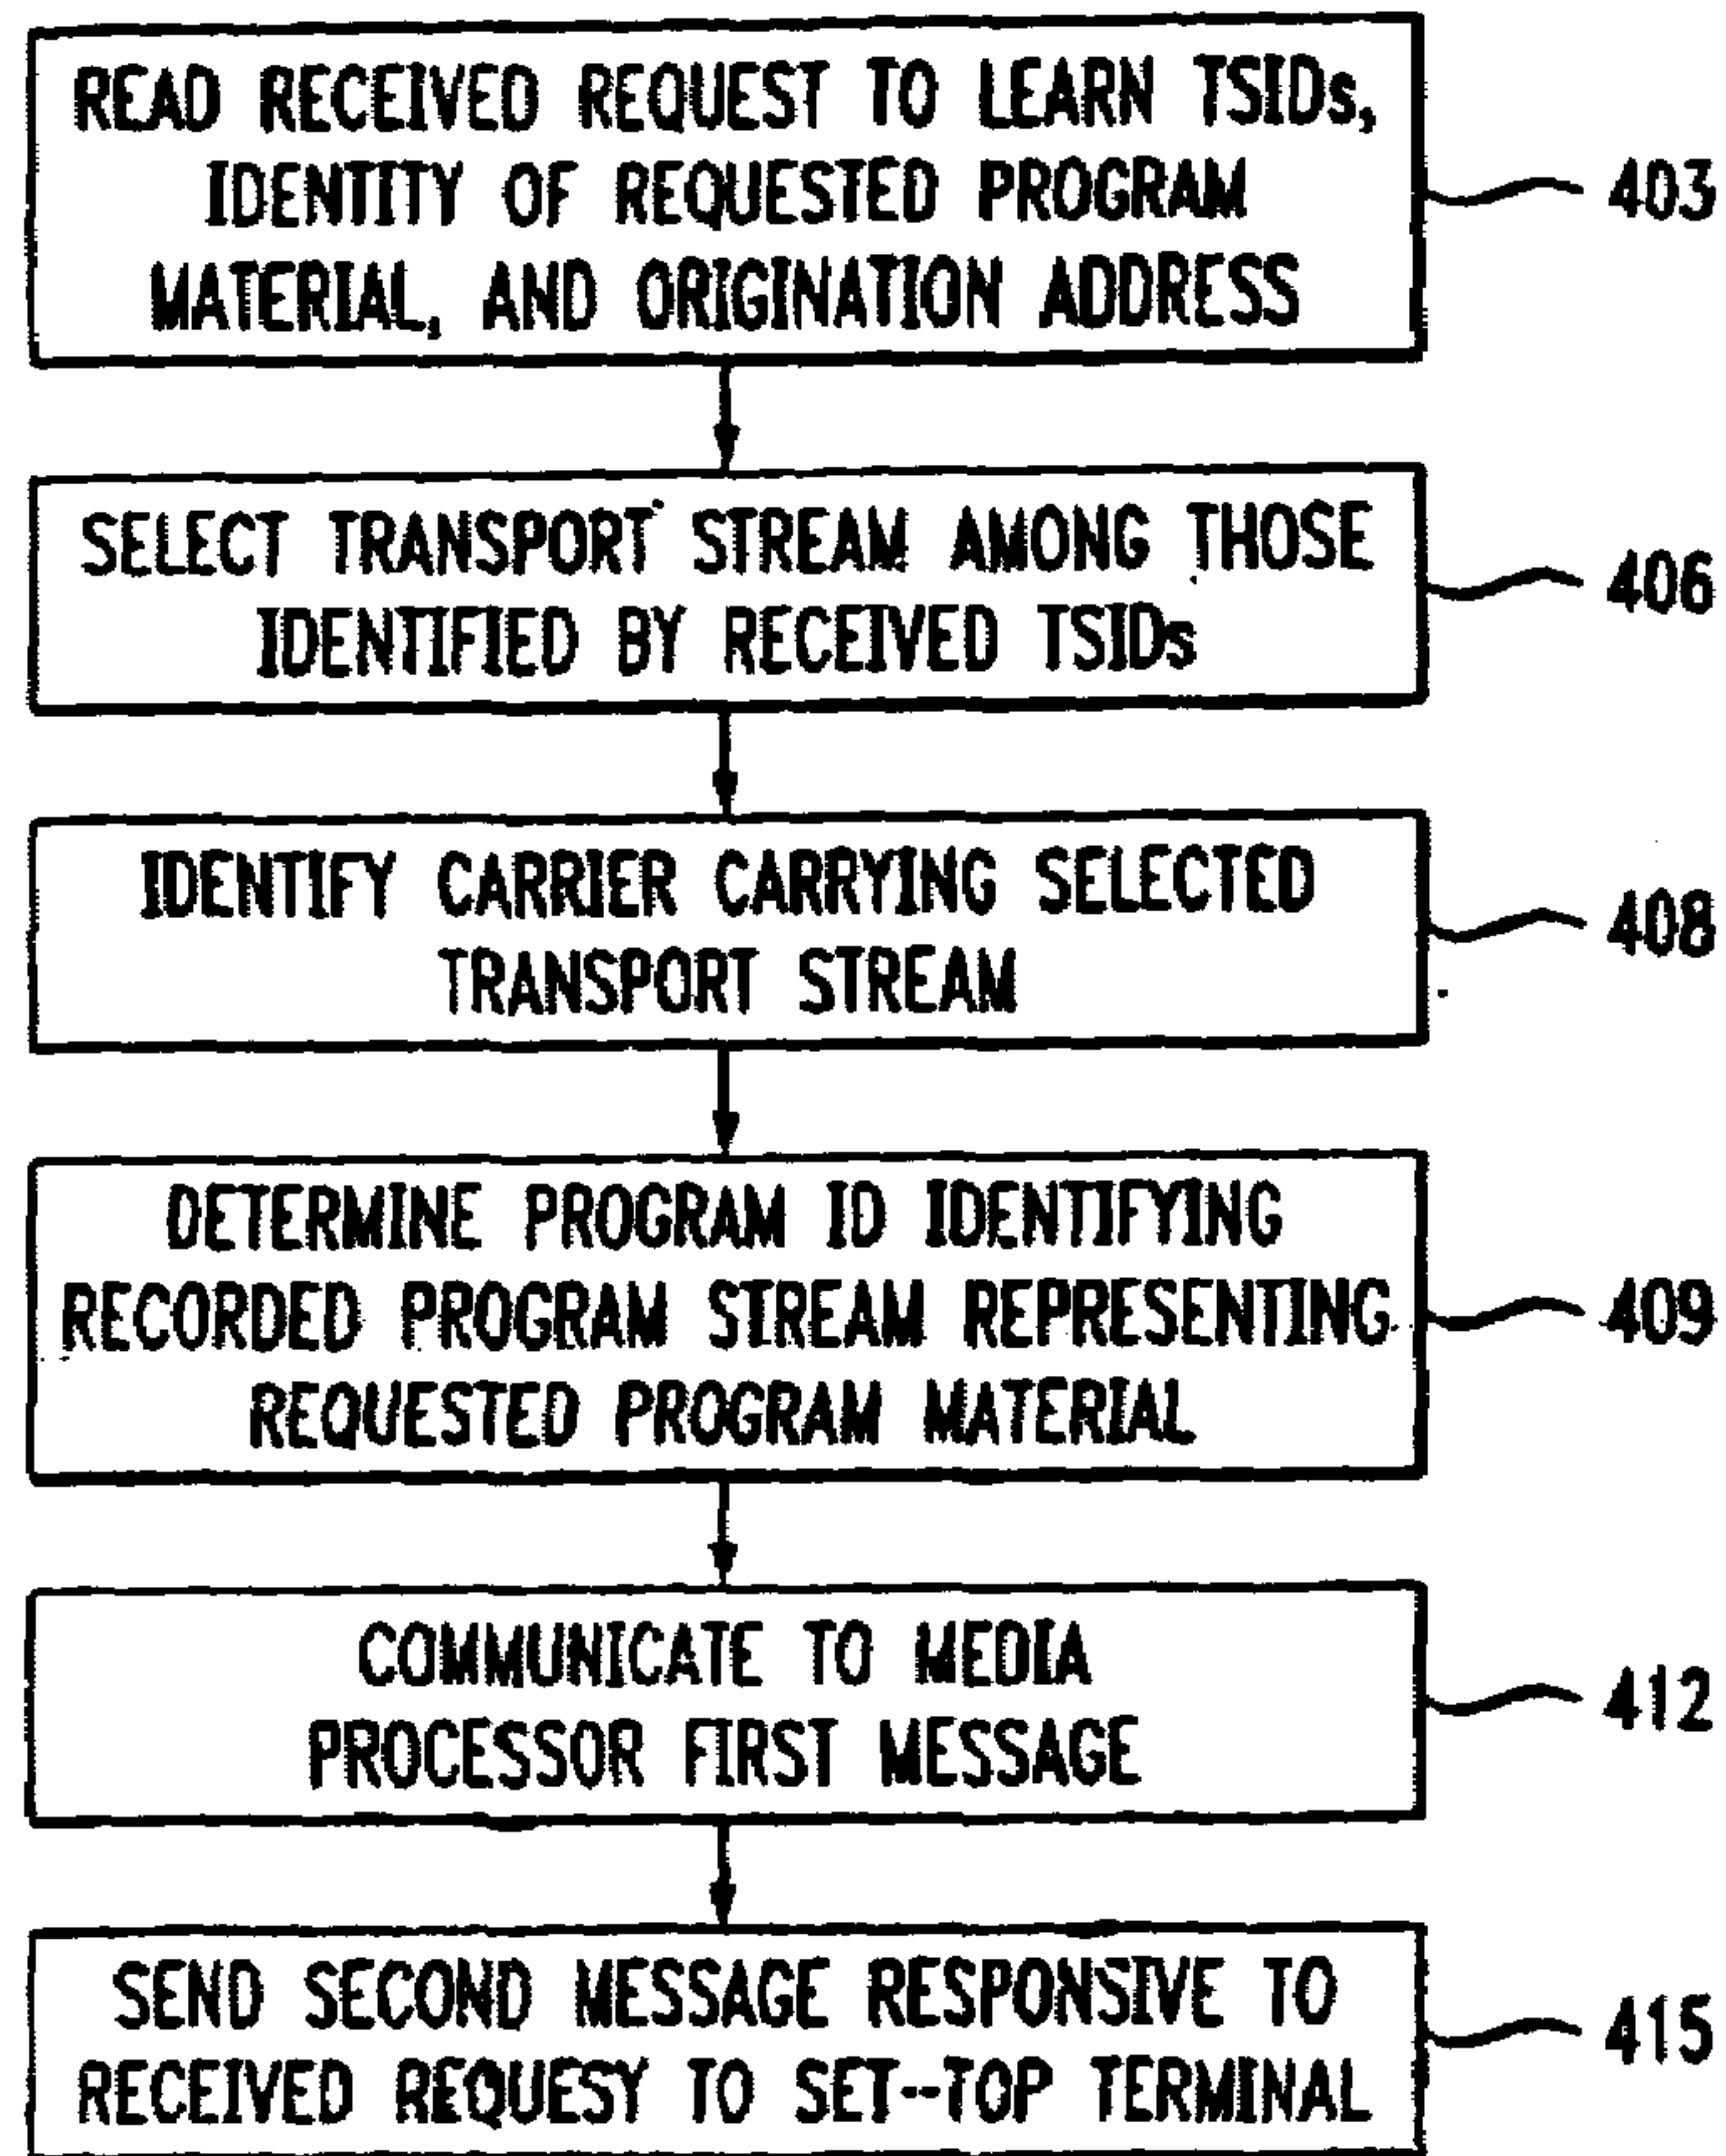 READ RECEIVED REQUEST TO LEARN TSIDs,
IDENTITY OF REQUESTED PROGRAM
MATERIAL, AND ORIGINATION ADDRESS
403
SELECT TRANSPORT STREAM AMONG THOSE
IDENTIFIED BY RECEIVED TSIDs
406
IDENTIFY CARRIER CARRYING SELECTED
TRANSPORT STREAM
408
DETERMINE PROGRAM ID IDENTIFYING
RECORDED PROGRAM STREAM REPRESENTING
REQUESTED PROGRAM MATERIAL
409
COMMUNICATE TO MEDIA
PROCESSOR FIRST MESSAGE
412
SEND SECOND MESSAGE RESPONSIVE TO
RECEIVED REQUEST TO SET--TOP TERMINAL
415